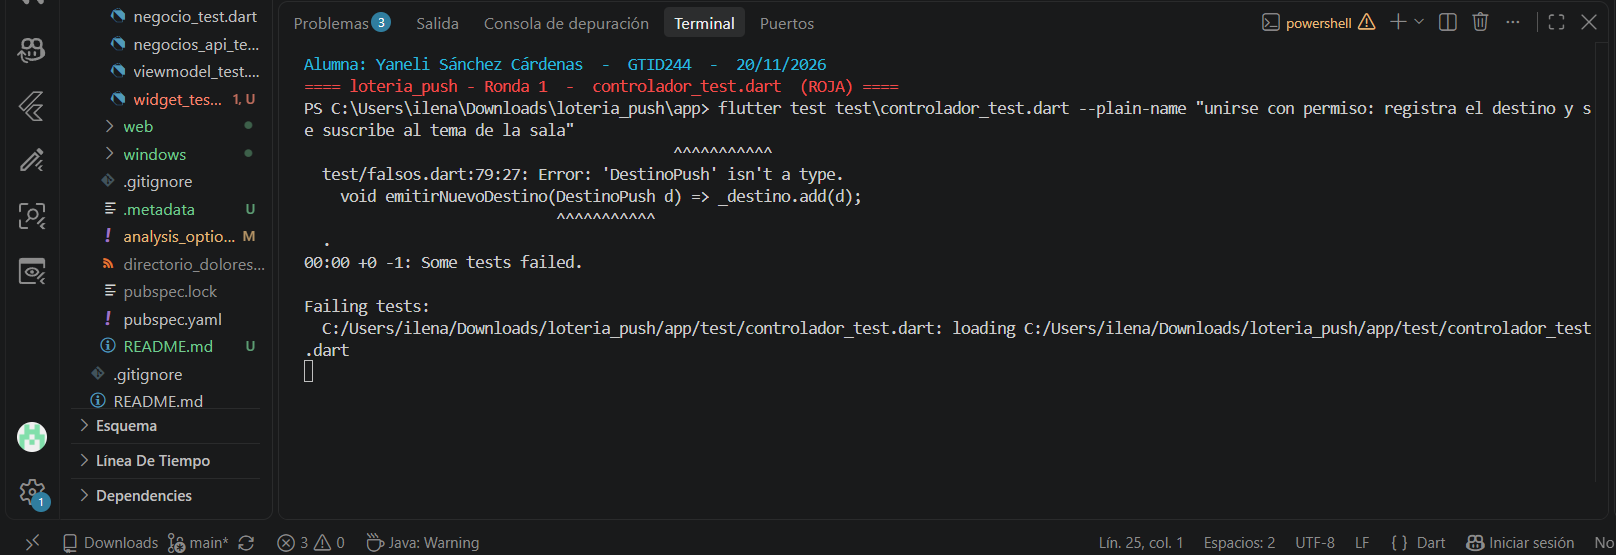 negocio_test.dart
negocios_api_te...
viewmodel_test....
widget_tes... 1, U
web
windows
.gitignore
.metadata U
analysis_optio... M
directorio_dolores...
pubspec.lock
pubspec.yaml
README.md U
.gitignore
README.md
Esquema
Línea De Tiempo
Dependencies
1
Problemas 3 Salida Consola de depuración Terminal Puertos
powershell
Alumna: Yaneli Sánchez Cárdenas - GTID244 - 20/11/2026
==== loteria_push - Ronda 1 - controlador_test.dart (ROJA) ====
PS C:\Users\ilena\Downloads\loteria_push\app> flutter test test\controlador_test.dart --plain-name "unirse con permiso: registra el destino y s
e suscribe al tema de la sala"
^^^^^^^^^^^
test/falsos.dart:79:27: Error: 'DestinoPush' isn't a type.
void emitirNuevoDestino(DestinoPush d) => _destino.add(d);
^^^^^^^^^^^
.
00:00 +0 -1: Some tests failed.
Failing tests:
C:/Users/ilena/Downloads/loteria_push/app/test/controlador_test.dart: loading C:/Users/ilena/Downloads/loteria_push/app/test/controlador_test
.dart
Downloads main* 3 0 Java: Warning Lín. 25, col. 1 Espacios: 2 UTF-8 LF { } Dart Iniciar sesión No